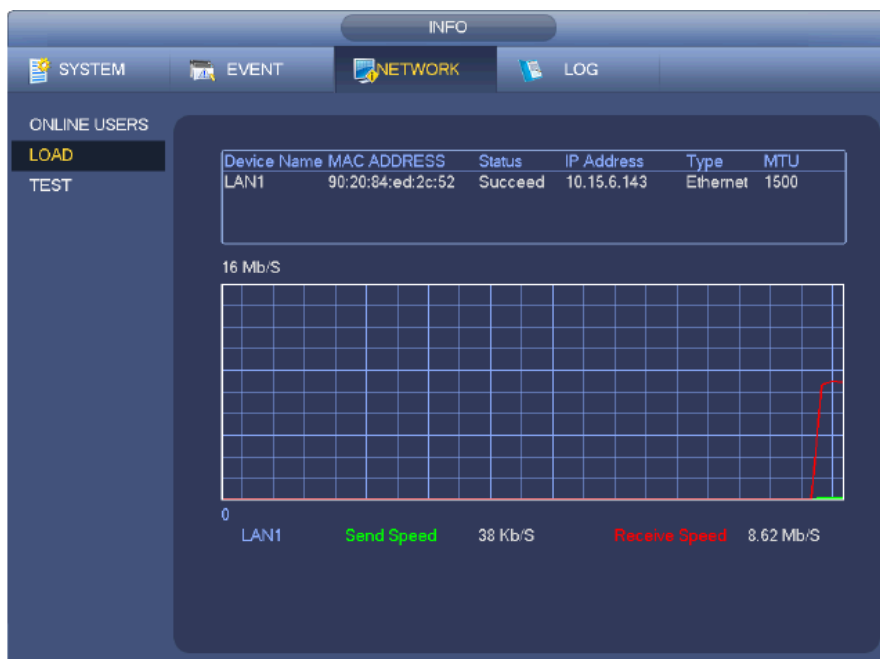 INFO
SYSTEM EVENT NETWORK LOG
ONLINE USERS
LOAD
TEST
Device Name MAC ADDRESS Status IP Address Type MTU
LAN1 90:20:84:ed:2c:52 Succeed 10.15.6.143 Ethernet 1500
16 Mb/S
0
LAN1 Send Speed 38 Kb/S Receive Speed 8.62 Mb/S